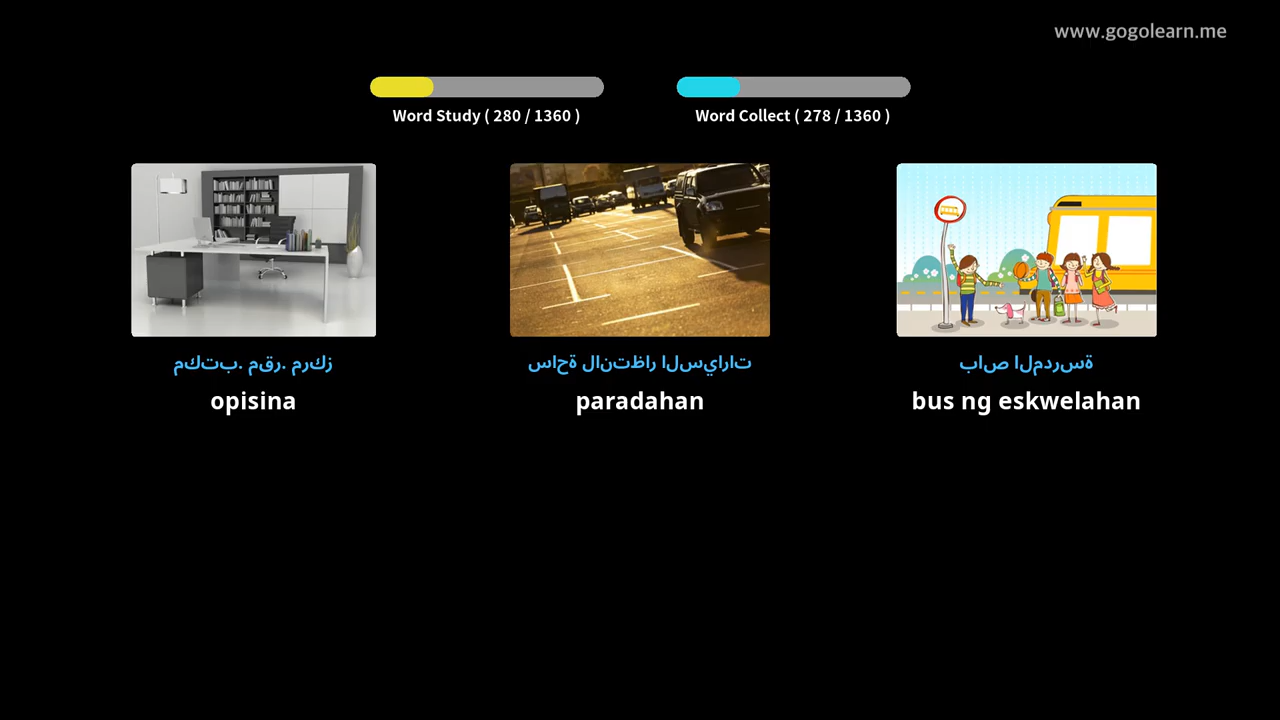 www.gogolearn.me
Word Study ( 280 / 1360 )
Word Collect ( 278 / 1360 )
مكتب. مقر. مركز
ساحة لانتظار السيارات
باص المدرسة
opisina
paradahan
bus ng eskwelahan